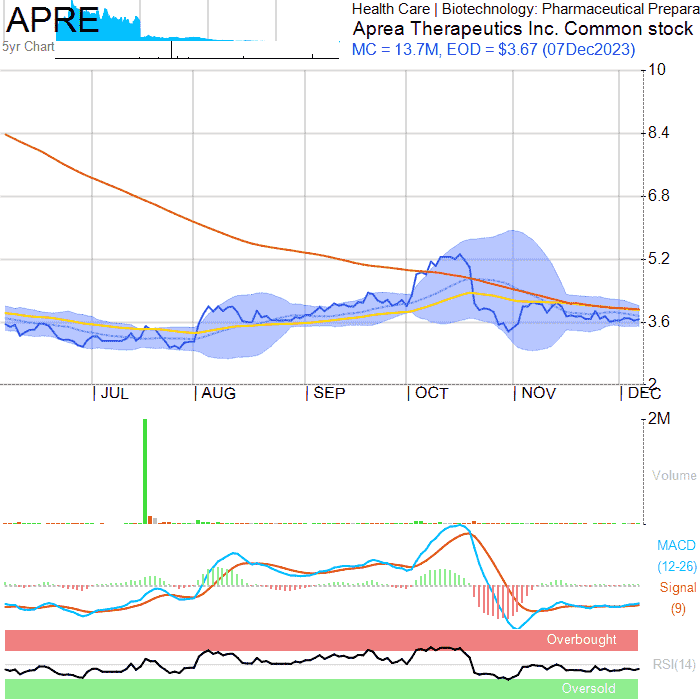 APRE
5yr Chart
Health Care | Biotechnology: Pharmaceutical Prepara
Aprea Therapeutics Inc. Common stock
MC = 13.7M, EOD = $3.67 (07Dec2023)
10
8.4
6.8
5.2
3.6
2
JUL AUG SEP OCT NOV DEC
2M
Volume
MACD
(12-26)
Signal
(9)
Overbought
RSI(14)
Oversold